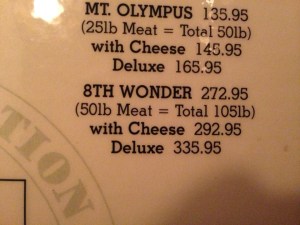 MT. OLYMPUS 135.95
(25lb Meat = Total 50lb)
with Cheese 145.95
Deluxe 165.95
8TH WONDER 272.95
(50lb Meat = Total 105lb)
with Cheese 292.95
Deluxe 335.95
TION